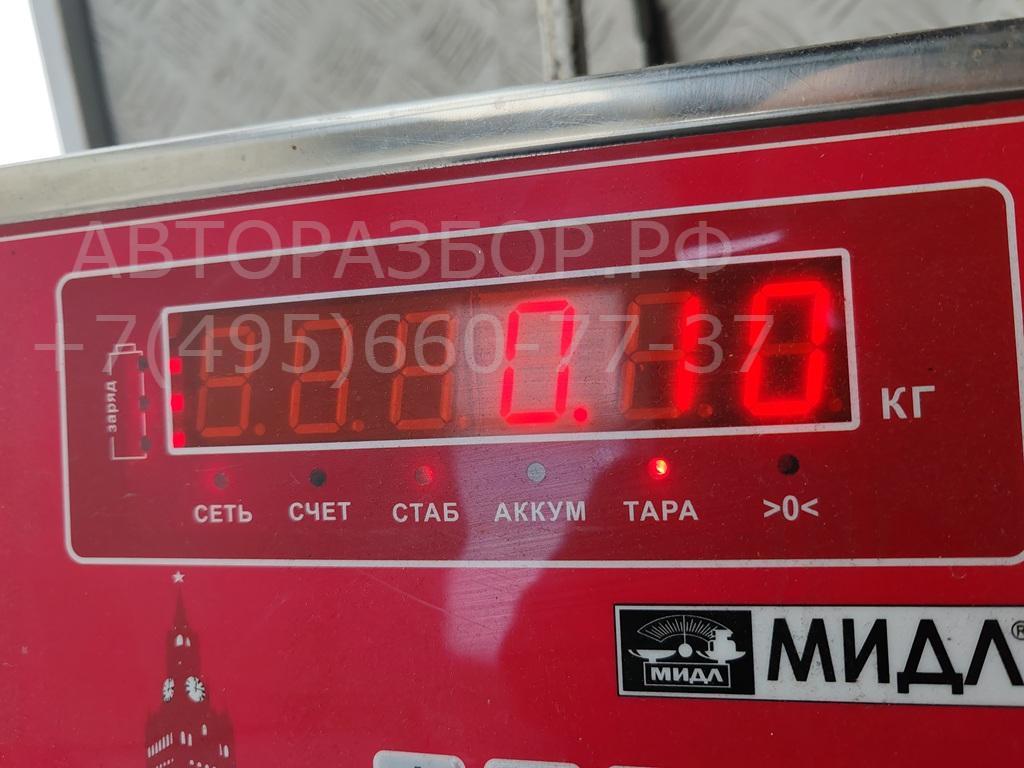 АВТОРАЗБОР.РФ
+7(495)660-77-37
заряд
0.10
КГ
СЕТЬ СЧЕТ СТАБ АККУМ ТАРА >0<
МИДЛ МИДЛ®